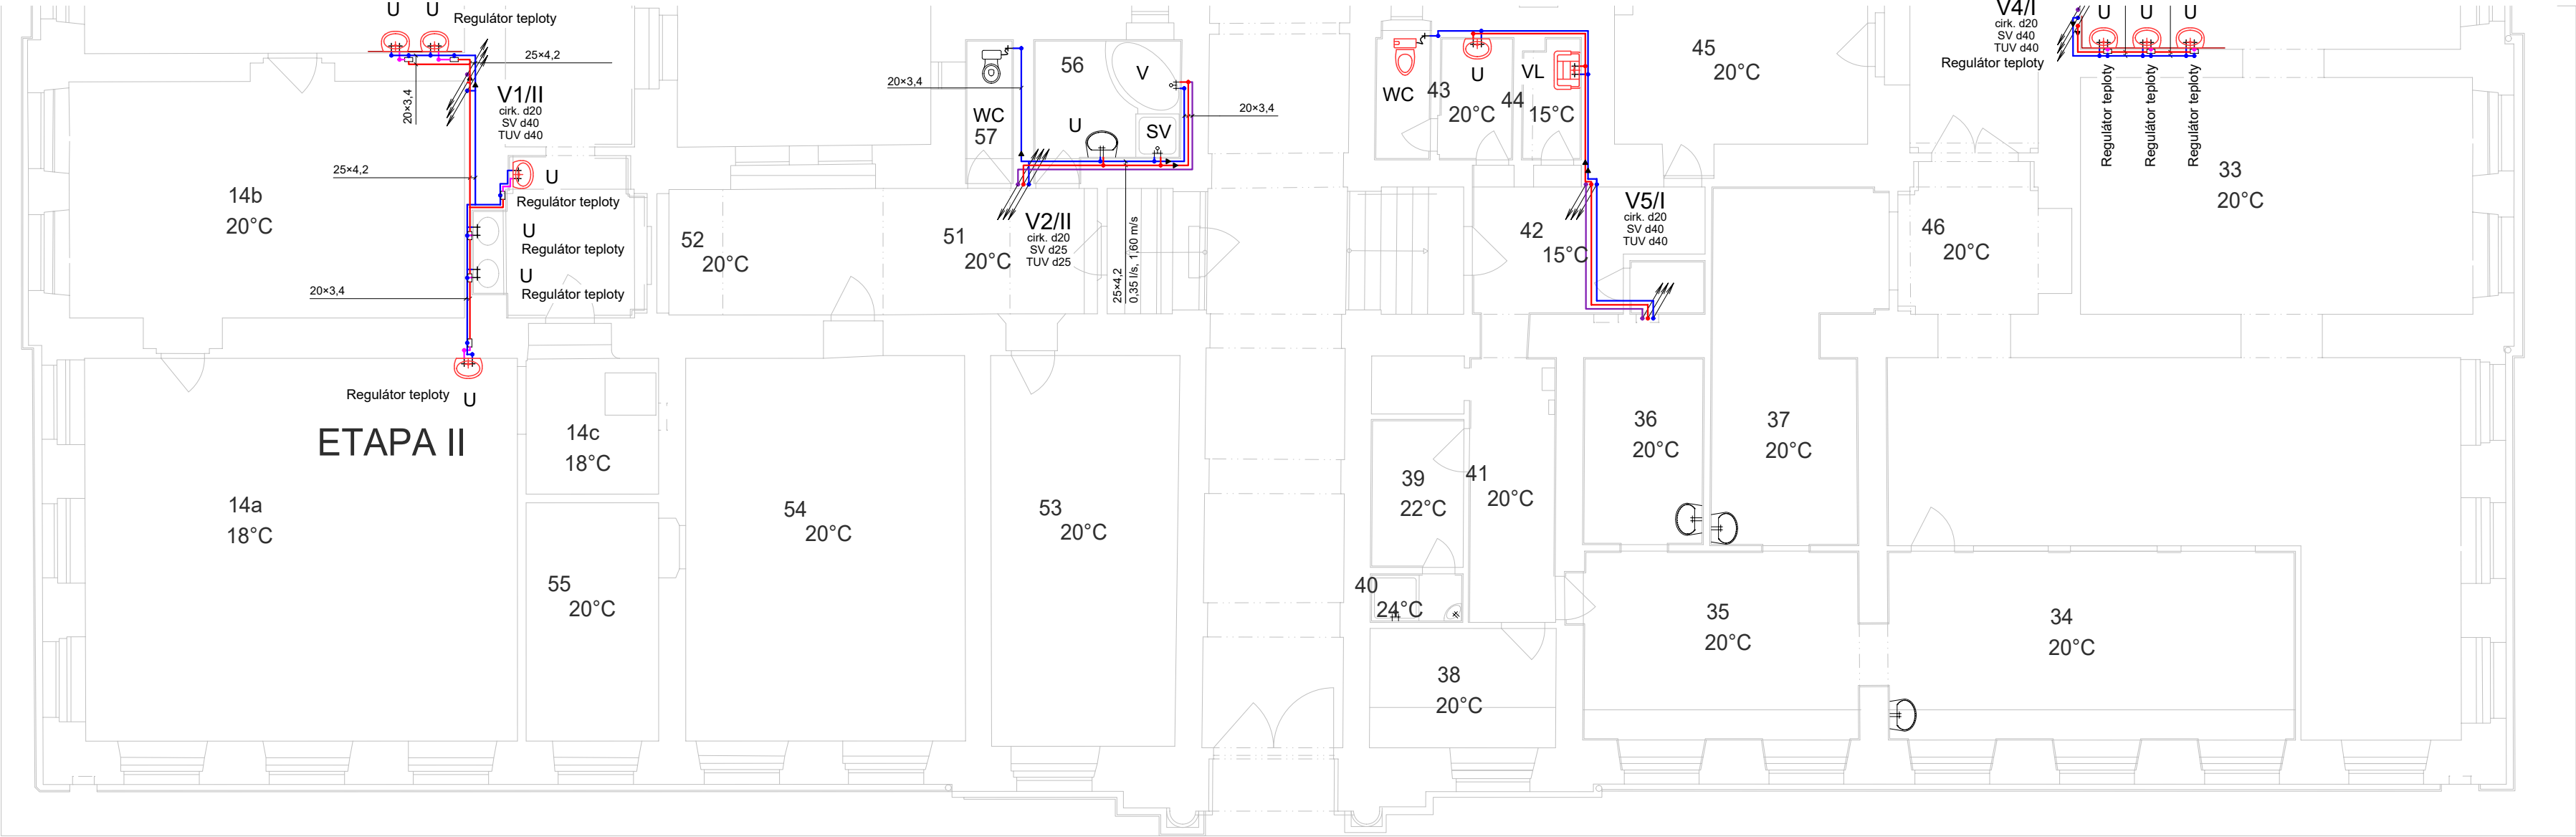 U
U
Regulátor teploty
25×4,2
20×3,4
V1/II
cirk. d20
SV d40
TUV d40
25×4,2
U
Regulátor teploty
U
Regulátor teploty
U
Regulátor teploty
20×3,4
Regulátor teploty
U
ETAPA II
14b
20°C
14a
18°C
14c
18°C
55
20°C
52
20°C
54
20°C
20×3,4
WC
57
56
V
U
SV
20×3,4
51
20°C
V2/II
cirk. d20
SV d25
TUV d25
25×4,2
0,35 l/s, 1,60 m/s
53
20°C
WC
43
20°C
U
44
VL
15°C
45
20°C
42
15°C
V5/I
cirk. d20
SV d40
TUV d40
39
22°C
41
20°C
40
24°C
38
20°C
36
20°C
37
20°C
35
20°C
34
20°C
46
20°C
V4/I
cirk. d20
SV d40
TUV d40
Regulátor teploty
U
U
U
Regulátor teploty
Regulátor teploty
Regulátor teploty
33
20°C